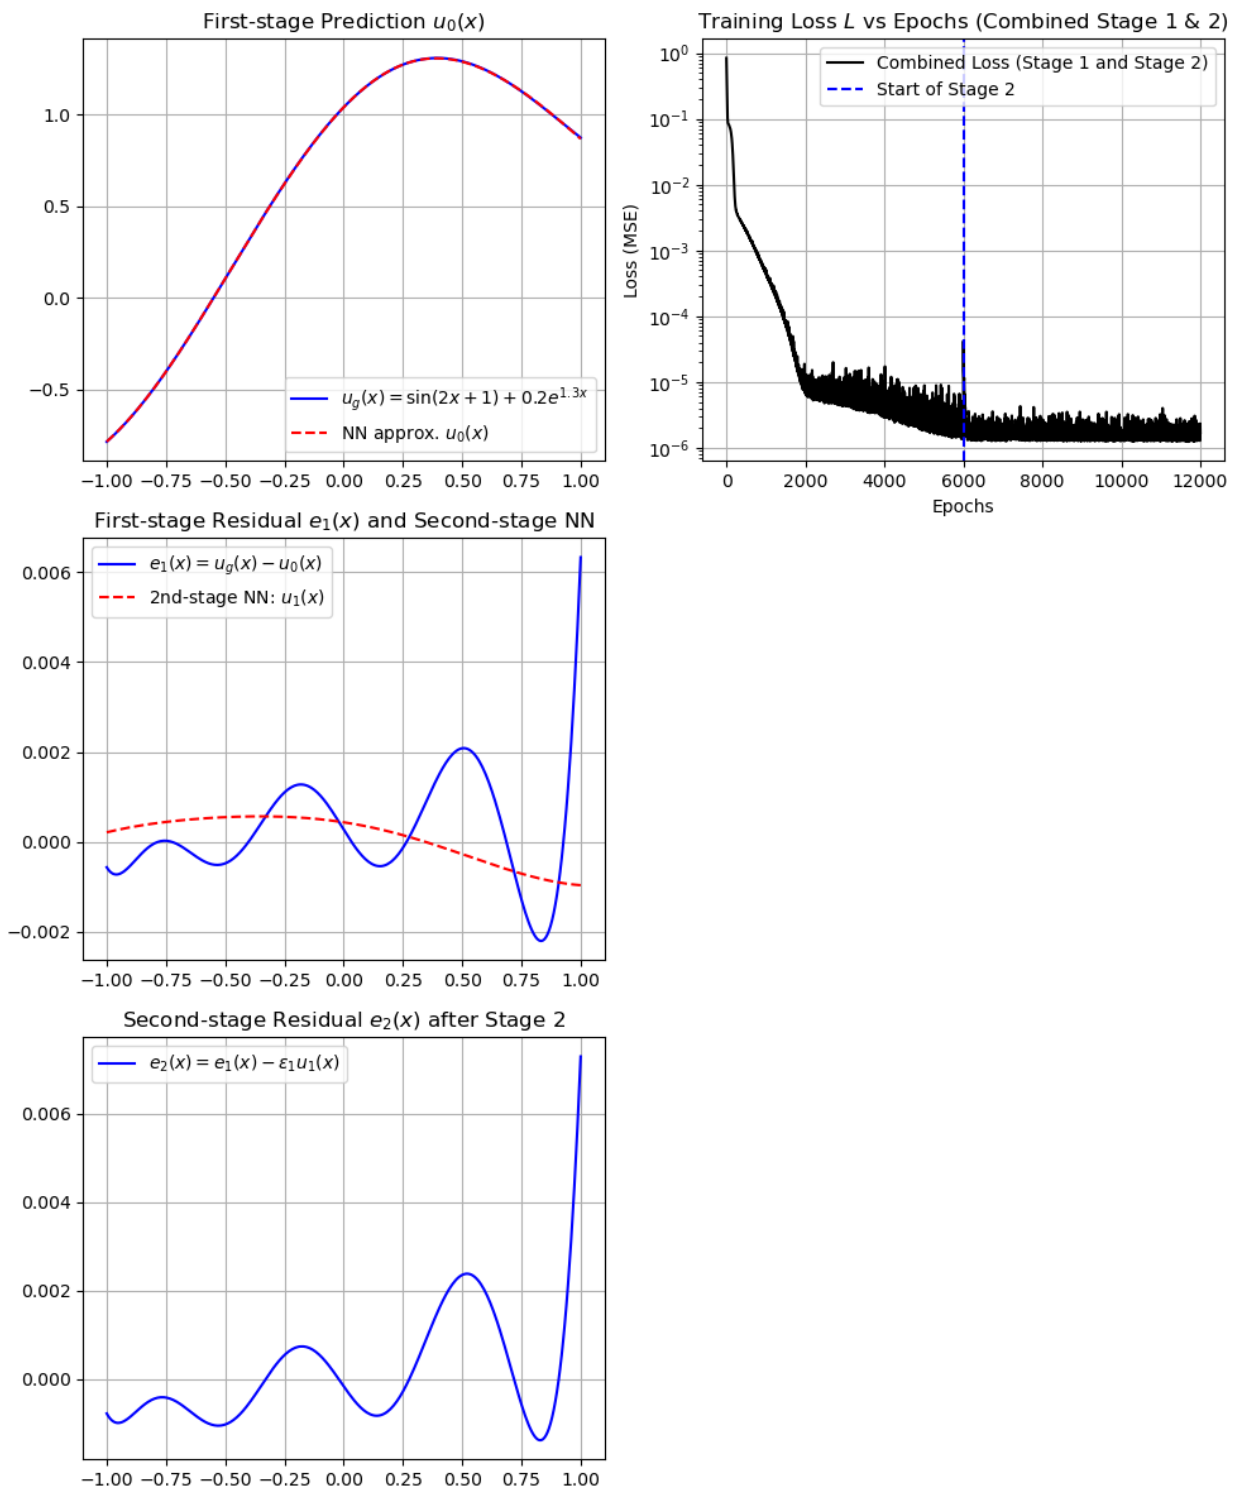 First-stage Prediction u₀(x)
1.0
0.5
0.0
−0.5
u_g(x) = sin(2x + 1) + 0.2e^{1.3x}
NN approx. u₀(x)
−1.00 −0.75 −0.50 −0.25 0.00 0.25 0.50 0.75 1.00
Training Loss L vs Epochs (Combined Stage 1 & 2)
Loss (MSE)
10⁰
10⁻¹
10⁻²
10⁻³
10⁻⁴
10⁻⁵
10⁻⁶
Combined Loss (Stage 1 and Stage 2)
Start of Stage 2
0 2000 4000 6000 8000 10000 12000
Epochs
First-stage Residual e₁(x) and Second-stage NN
e₁(x) = u_g(x) − u₀(x)
2nd-stage NN: u₁(x)
0.006
0.004
0.002
0.000
−0.002
−1.00 −0.75 −0.50 −0.25 0.00 0.25 0.50 0.75 1.00
Second-stage Residual e₂(x) after Stage 2
e₂(x) = e₁(x) − ε₁u₁(x)
0.006
0.004
0.002
0.000
−1.00 −0.75 −0.50 −0.25 0.00 0.25 0.50 0.75 1.00